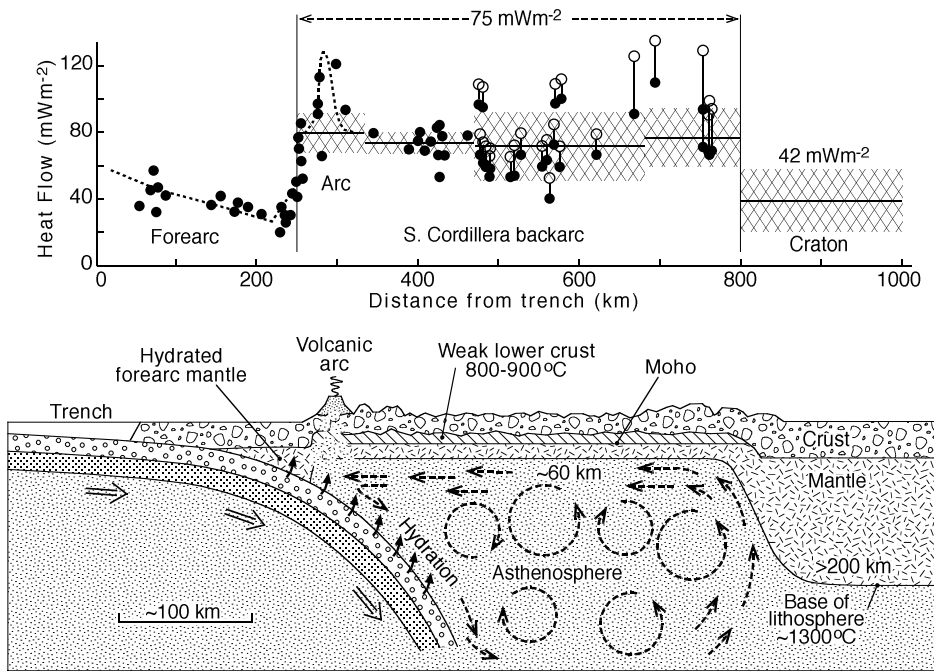 75 mWm-2
Heat Flow (mWm-2)
120
80
40
0
Forearc
Arc
S. Cordillera backarc
42 mWm-2
Craton
0
200
400
600
800
1000
Distance from trench (km)
Hydrated
forearc mantle
Volcanic
arc
Weak lower crust
800-900ºC
Moho
Trench
Crust
~60 km
Mantle
Hydration
Asthenosphere
>200 km
~100 km
Base of
lithosphere
~1300ºC